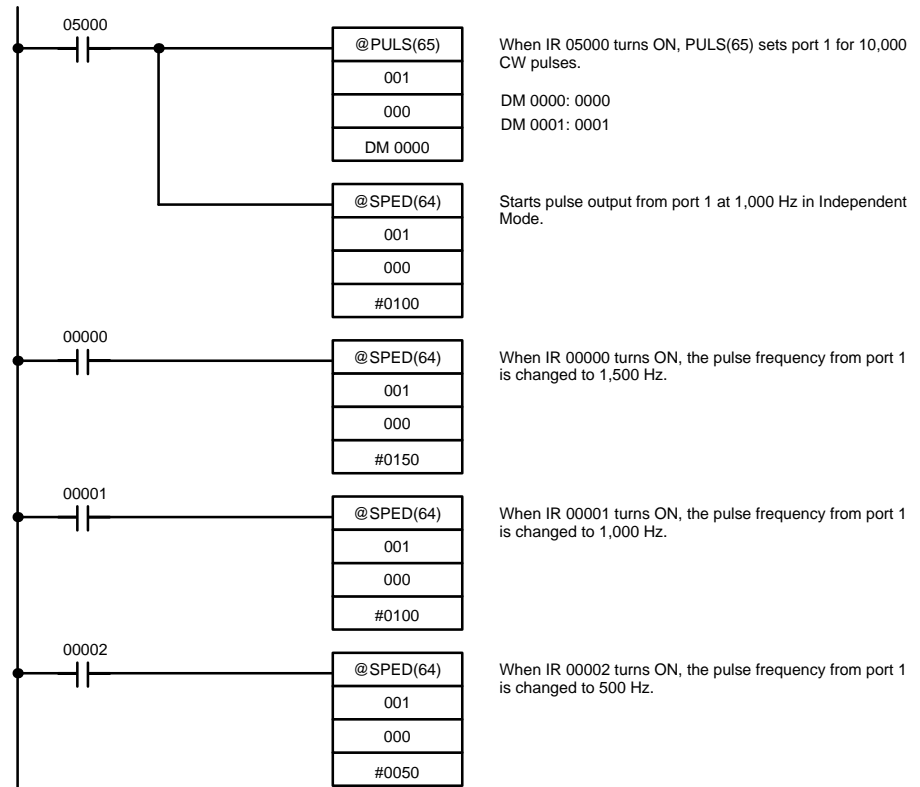 05000
@PULS(65)
001
000
DM 0000
When IR 05000 turns ON, PULS(65) sets port 1 for 10,000
CW pulses.
DM 0000: 0000
DM 0001: 0001
@SPED(64)
001
000
#0100
Starts pulse output from port 1 at 1,000 Hz in Independent
Mode.
00000
@SPED(64)
001
000
#0150
When IR 00000 turns ON, the pulse frequency from port 1
is changed to 1,500 Hz.
00001
@SPED(64)
001
000
#0100
When IR 00001 turns ON, the pulse frequency from port 1
is changed to 1,000 Hz.
00002
@SPED(64)
001
000
#0050
When IR 00002 turns ON, the pulse frequency from port 1
is changed to 500 Hz.